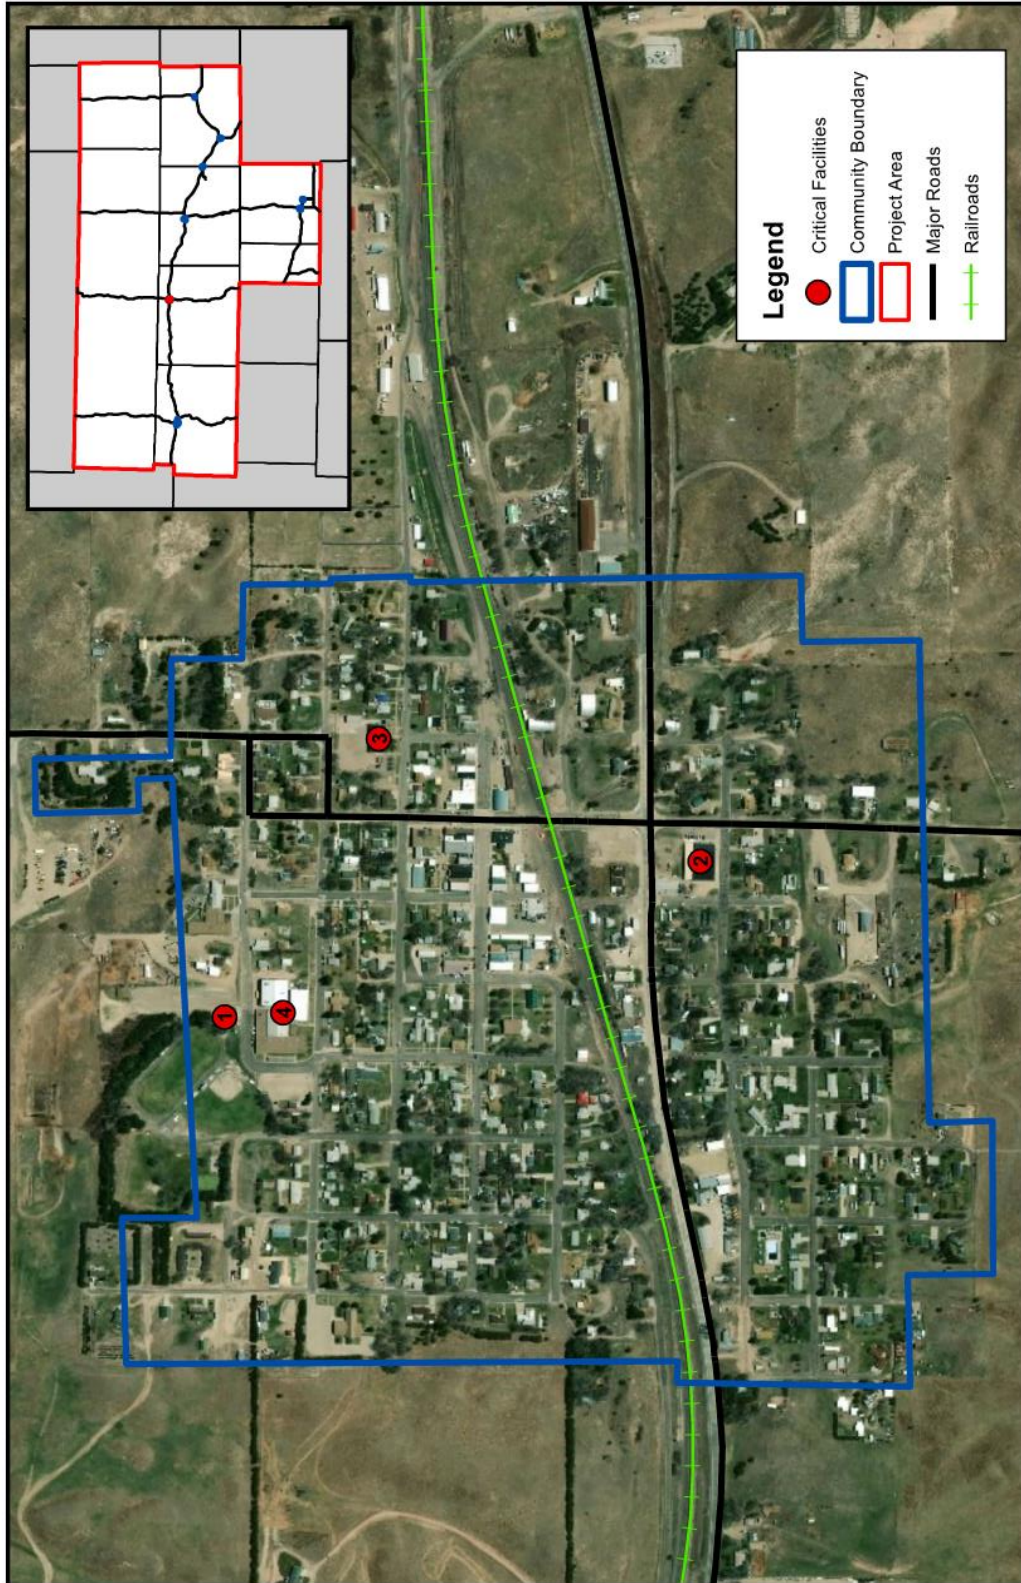 Legend
Critical Facilities
Community Boundary
Project Area
Major Roads
Railroads
1
4
3
2